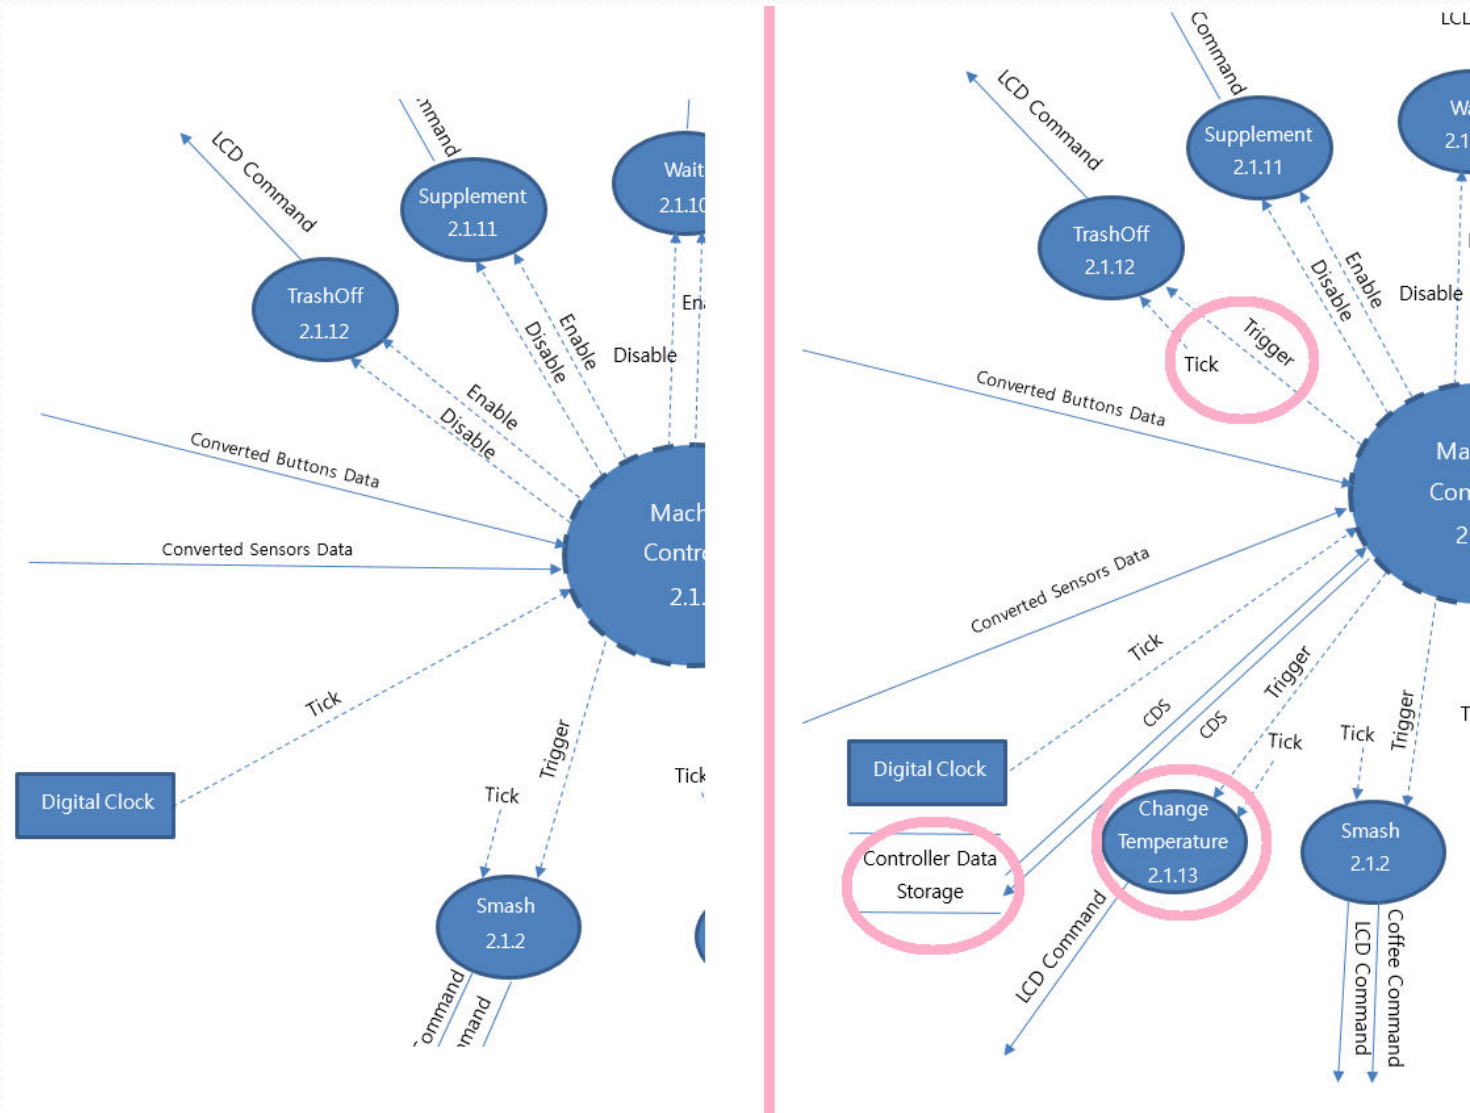 LCD Command
Supplement
2.1.11
Wait
TrashOff
2.1.12
Enable
Disable
Disable
Enable
Disable
Converted Buttons Data
Converted Sensors Data
Tick
Digital Clock
Trigger
Tick
Tick
Smash
2.1.2
Command
Command
LCD Command
Supplement
2.1.11
TrashOff
2.1.12
Enable
Disable
Disable
Trigger
Tick
Converted Buttons Data
Converted Sensors Data
Tick
CDS
CDS
Trigger
Tick
Tick
Trigger
Digital Clock
Controller Data
Storage
Change
Temperature
2.1.13
Smash
2.1.2
LCD Command
LCD Command
Coffee Command